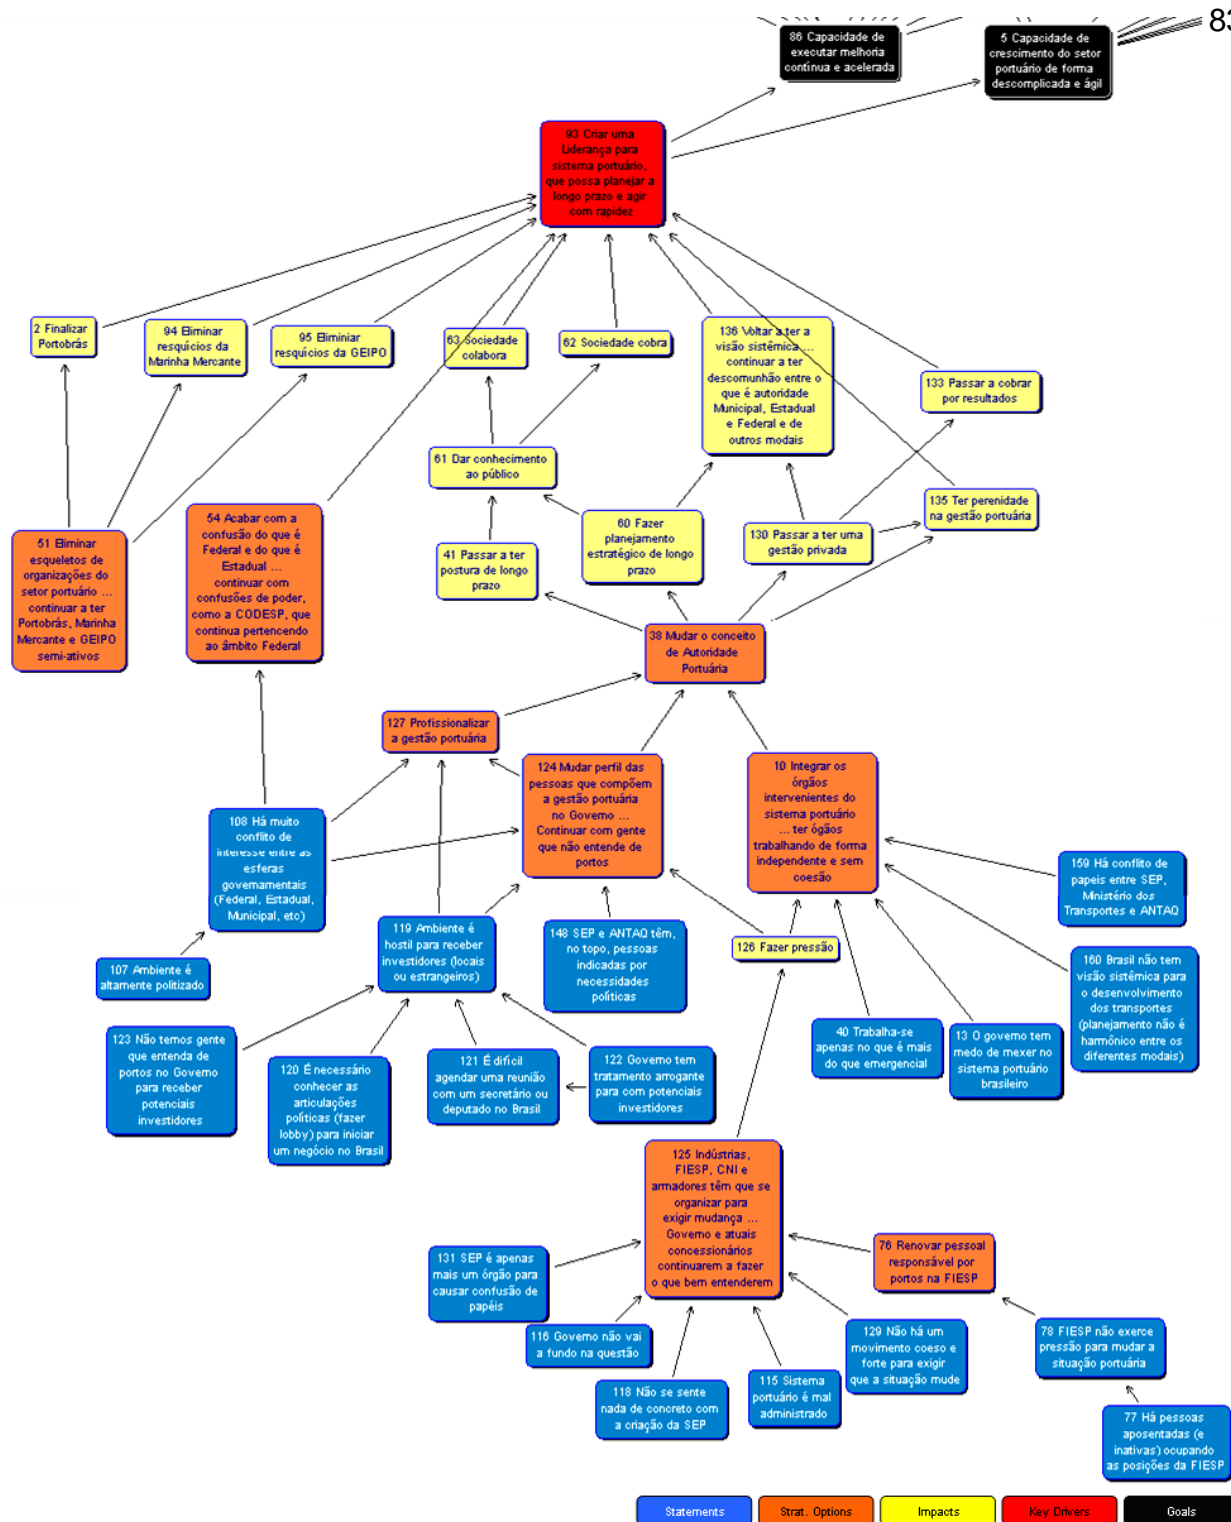 83
86 Capacidade de
executar melhoria
contínua e acelerada
5 Capacidade de
crescimento do setor
portuário de forma
descomplicada e ágil
93 Criar uma
Liderança para
sistema portuário,
que possa planejar a
longo prazo e agir
com rapidez
2 Finalizar
Portobrás
94 Eliminar
resquícios da
Marinha Mercante
95 Eliminiar
resquícios da GEIPO
63 Sociedade
colabora
62 Sociedade cobra
136 Voltar a ter a
visão sistêmica ...
continuar a ter
descomunhão entre o
que é autoridade
Municipal, Estadual
e Federal e de
outros modais
133 Passar a cobrar
por resultados
61 Dar conhecimento
ao público
135 Ter perenidade
na gestão portuária
51 Eliminar
esqueletos de
organizações do
setor portuário ...
continuar a ter
Portobrás, Marinha
Mercante e GEIPO
semi-ativos
54 Acabar com a
confusão do que é
Federal e do que é
Estadual ...
continuar com
confusões de poder,
como a CODESP, que
continua pertencendo
ao âmbito Federal
41 Passar a ter
postura de longo
prazo
60 Fazer
planejamento
estratégico de longo
prazo
130 Passar a ter uma
gestão privada
38 Mudar o conceito
de Autoridade
Portuária
127 Profissionalizar
a gestão portuária
124 Mudar perfil das
pessoas que compõem
a gestão portuária
no Governo ...
Continuar com gente
que não entende de
portos
10 Integrar os
órgãos
intervenientes do
sistema portuário
... ter ógãos
trabalhando de forma
independente e sem
coesão
108 Há muito
conflito de
interesse entre as
esferas
governamentais
(Federal, Estadual,
Municipal, etc)
159 Há conflito de
papeis entre SEP,
Ministério dos
Transportes e ANTAQ
119 Ambiente é
hostil para receber
investidores (locais
ou estrangeiros)
148 SEP e ANTAQ têm,
no topo, pessoas
indicadas por
necessidades
políticas
126 Fazer pressão
107 Ambiente é
altamente politizado
160 Brasil não tem
visão sistêmica para
o desenvolvimento
dos transportes
(planejamento não é
harmônico entre os
diferentes modais)
123 Não temos gente
que entenda de
portos no Governo
para receber
potenciais
investidores
120 É necessário
conhecer as
articulações
políticas (fazer
lobby) para iniciar
um negócio no Brasil
121 É difícil
agendar uma reunião
com um secretário ou
deputado no Brasil
122 Governo tem
tratamento arrogante
para com potenciais
investidores
40 Trabalha-se
apenas no que é mais
do que emergencial
13 O governo tem
medo de mexer no
sistema portuário
brasileiro
125 Indústrias,
FIESP, CNI e
armadores têm que se
organizar para
exigir mudança ...
Governo e atuais
concessionários
continuarem a fazer
o que bem entenderem
76 Renovar pessoal
responsável por
portos na FIESP
131 SEP é apenas
mais um órgão para
causar confusão de
papéis
116 Governo não vai
a fundo na questão
129 Não há um
movimento coeso e
forte para exigir
que a situação mude
78 FIESP não exerce
pressão para mudar a
situação portuária
118 Não se sente
nada de concreto com
a criação da SEP
115 Sistema
portuário é mal
administrado
77 Há pessoas
aposentadas (e
inativas) ocupando
as posições da FIESP
Statements
Strat. Options
Impacts
Key Drivers
Goals